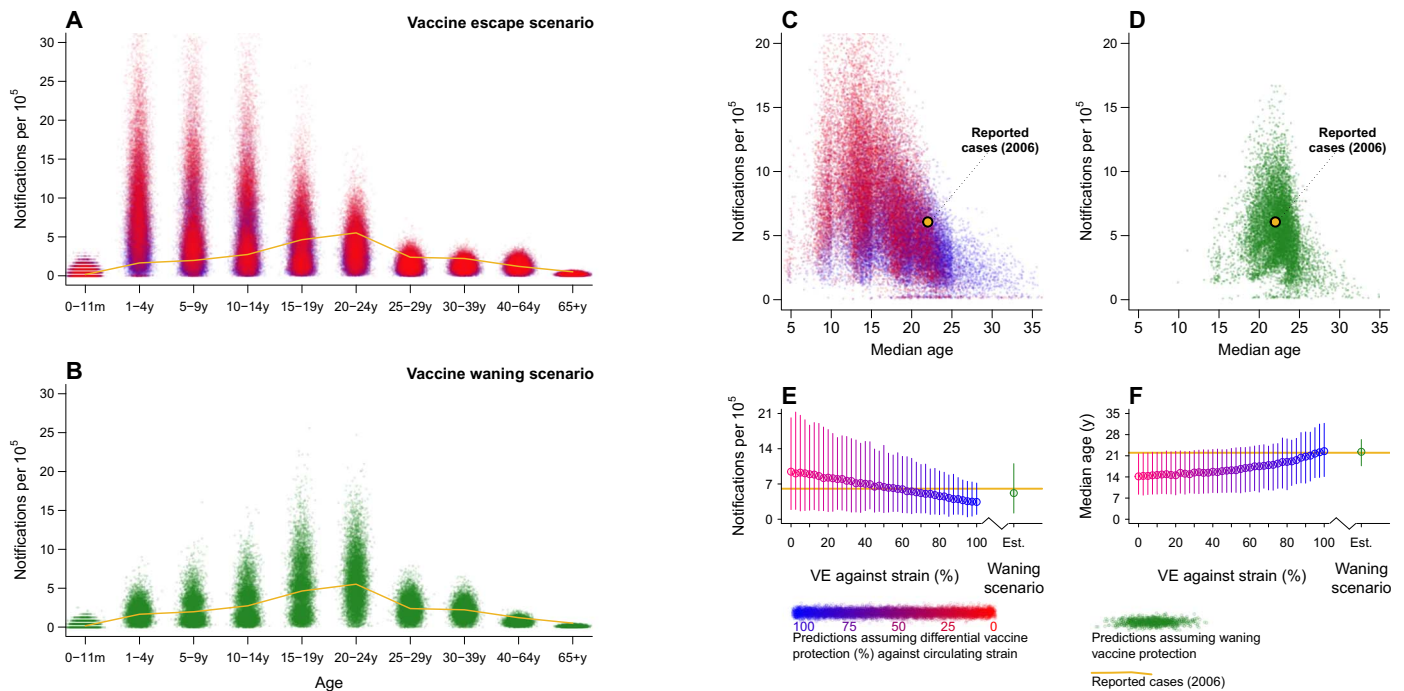 A
Vaccine escape scenario
Notifications per 10^5
30
25
20
15
10
5
0
0−11m 1−4y 5−9y 10−14y 15−19y 20−24y 25−29y 30−39y 40−64y 65+y
B
Vaccine waning scenario
Notifications per 10^5
30
25
20
15
10
5
0
0−11m 1−4y 5−9y 10−14y 15−19y 20−24y 25−29y 30−39y 40−64y 65+y
Age
C
Notifications per 10^5
20
15
10
5
0
Reported
cases (2006)
5 10 15 20 25 30 35
Median age
D
Notifications per 10^5
20
15
10
5
0
Reported
cases (2006)
5 10 15 20 25 30 35
Median age
E
Notifications per 10^5
21
14
7
0
0 20 40 60 80 100 Est.
VE against strain (%)
Waning
scenario
F
Median age (y)
35
28
21
14
7
0
0 20 40 60 80 100 Est.
VE against strain (%)
Waning
scenario
100 75 50 25 0
Predictions assuming differential vaccine
protection (%) against circulating strain
Predictions assuming waning
vaccine protection
Reported cases (2006)